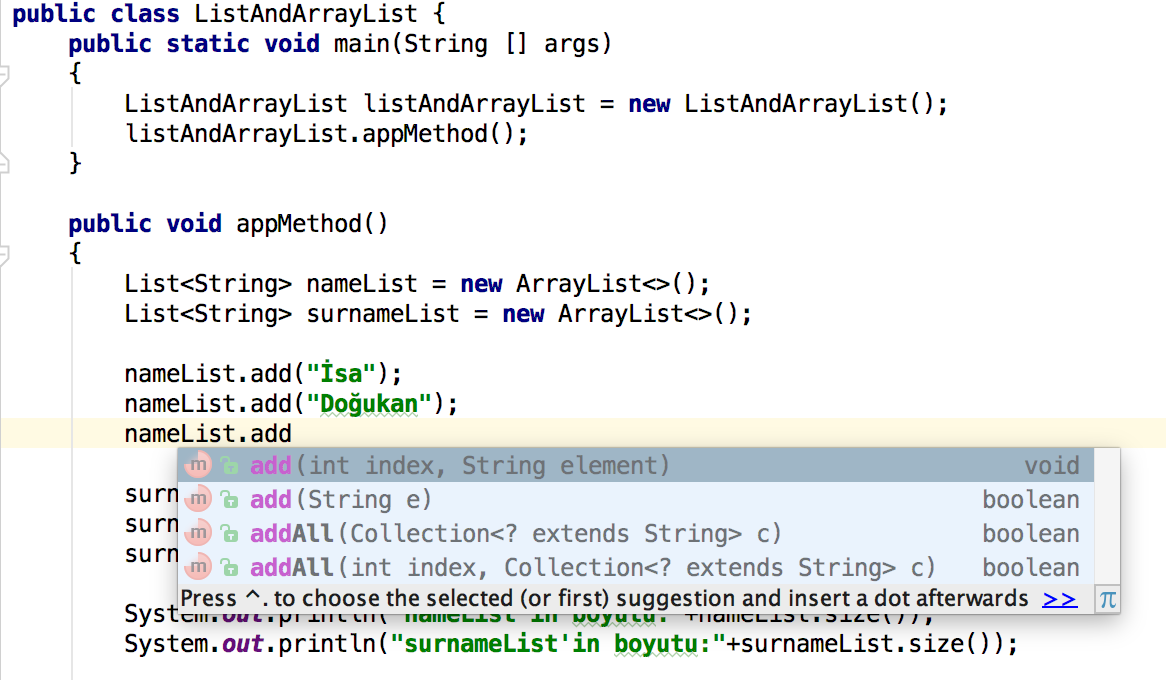 public class ListAndArrayList {
public static void main(String [] args)
{
ListAndArrayList listAndArrayList = new ListAndArrayList();
listAndArrayList.appMethod();
}
public void appMethod()
{
List<String> nameList = new ArrayList<>();
List<String> surnameList = new ArrayList<>();
nameList.add("İsa");
nameList.add("Doğukan");
nameList.add
m add(int index, String element) void
surn m add(String e) boolean
surn m addAll(Collection<? extends String> c) boolean
surn m addAll(int index, Collection<? extends String> c) boolean
Press ^. to choose the selected (or first) suggestion and insert a dot afterwards >> π
System.out.println("nameList'in boyutu:"+nameList.size());
System.out.println("surnameList'in boyutu:"+surnameList.size());